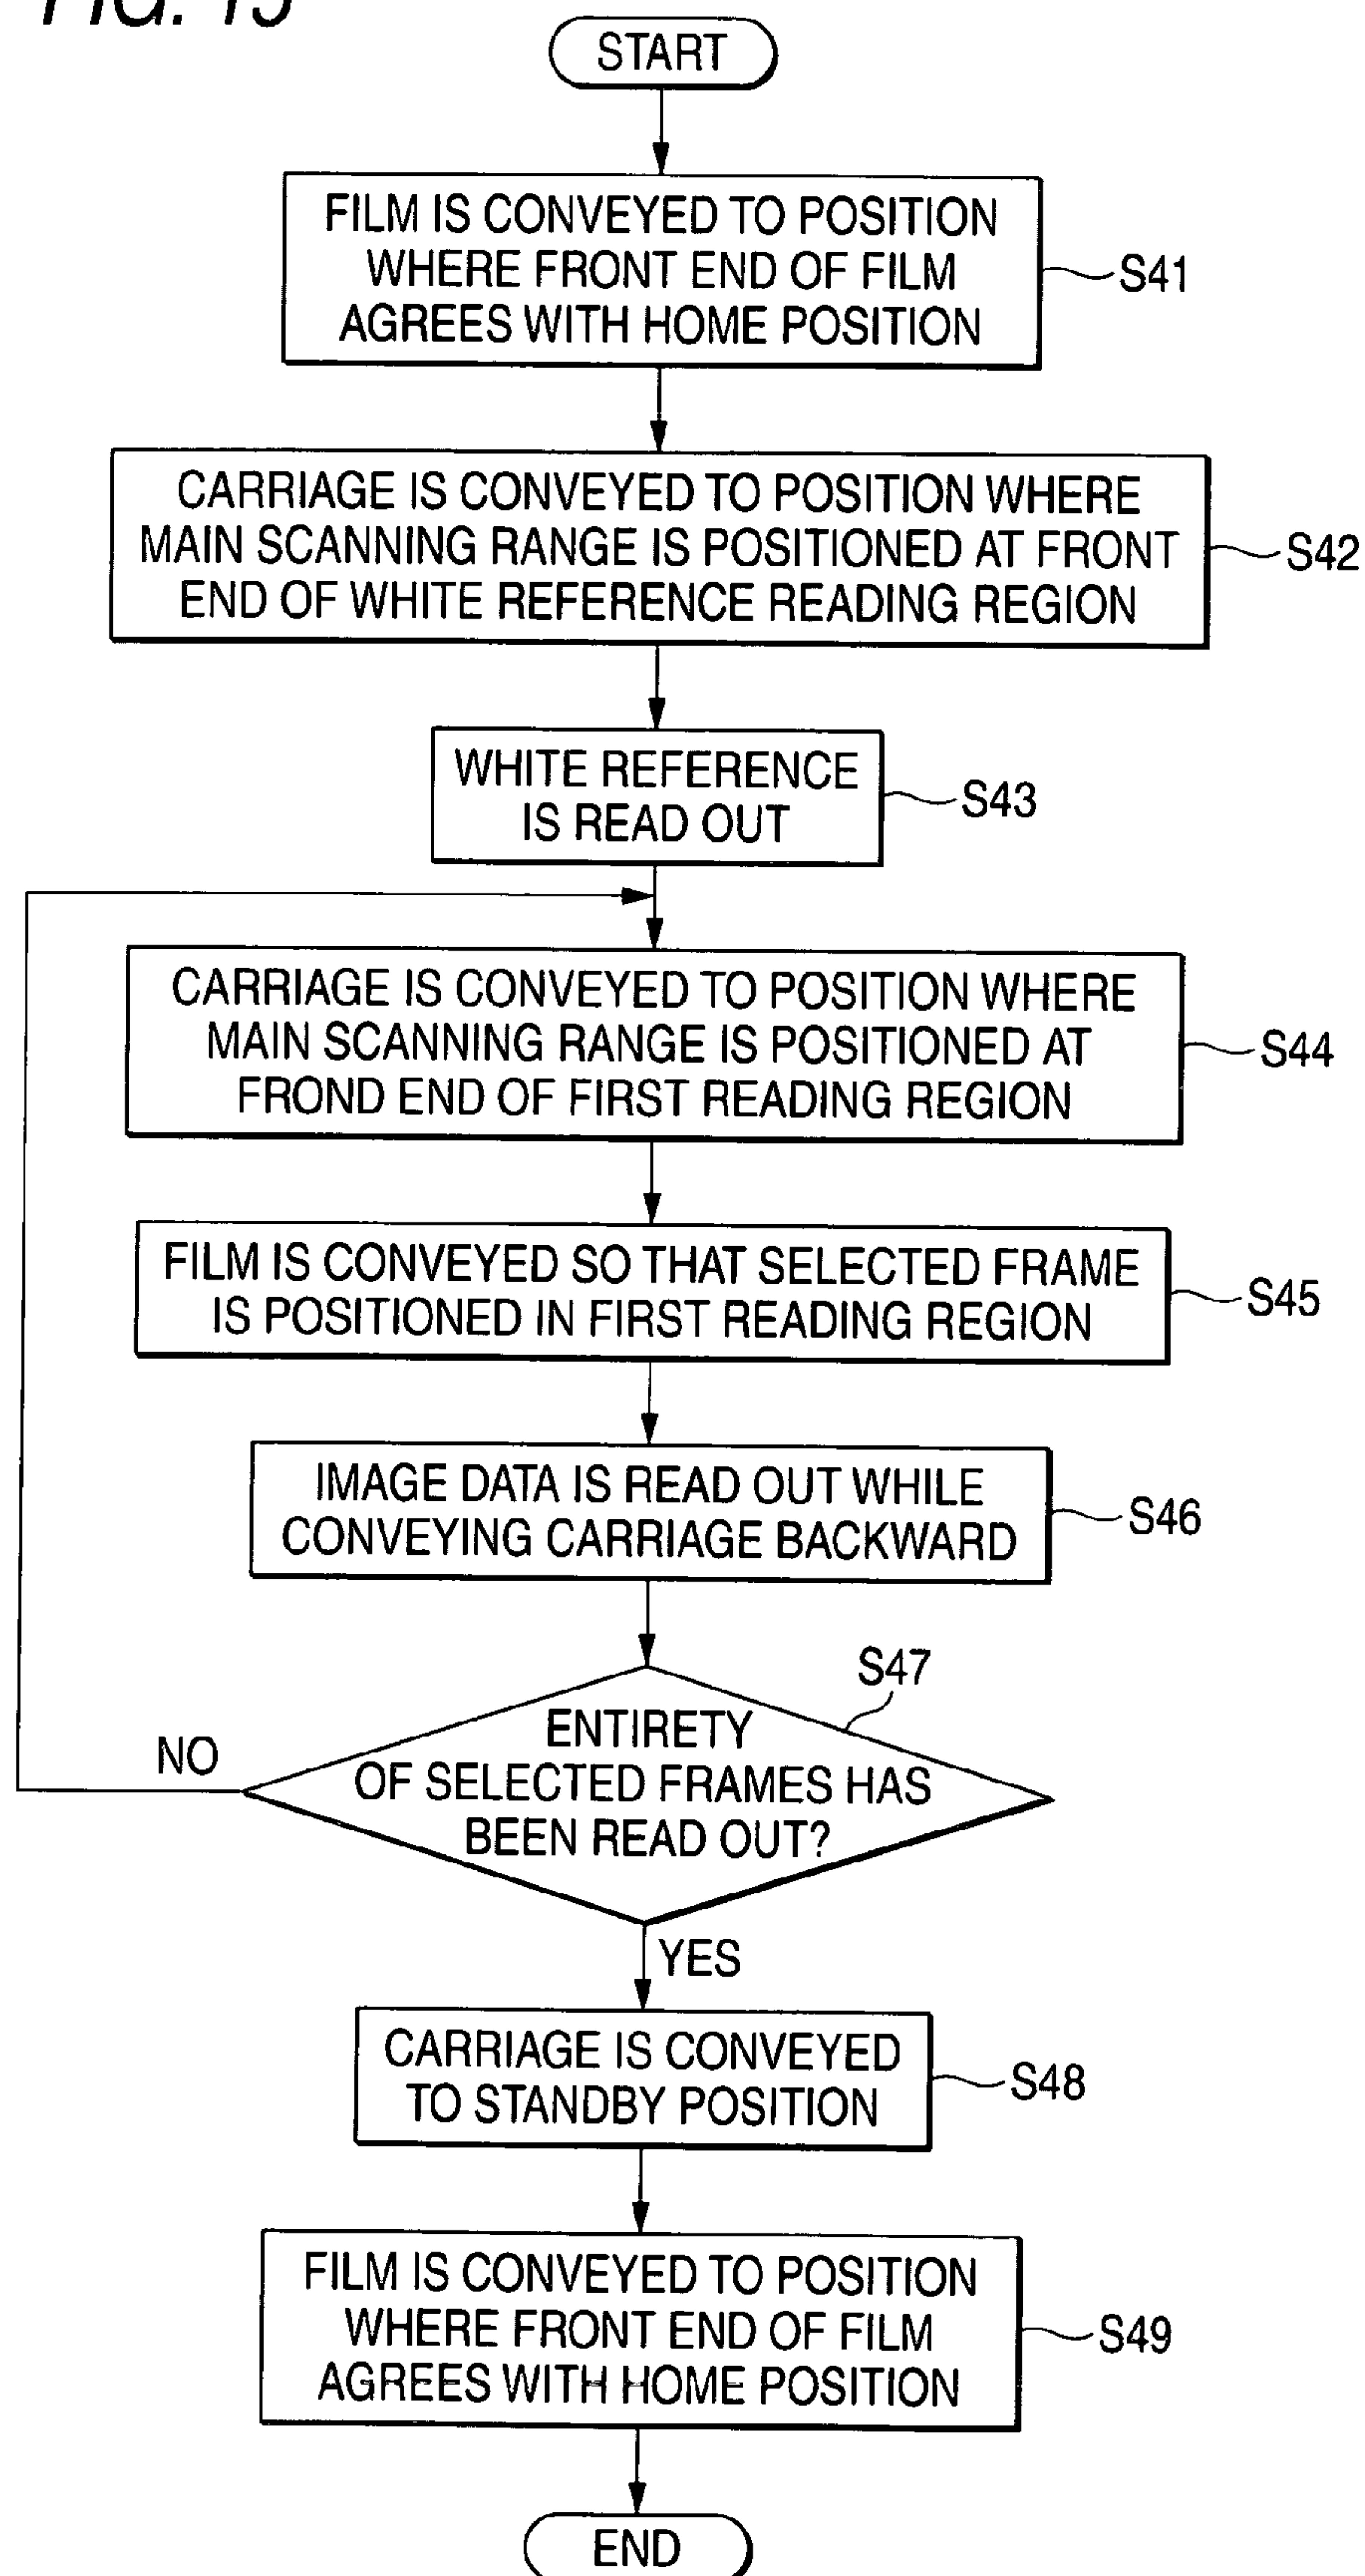 START
FILM IS CONVEYED TO POSITION
WHERE FRONT END OF FILM
AGREES WITH HOME POSITION
S41
CARRIAGE IS CONVEYED TO POSITION WHERE
MAIN SCANNING RANGE IS POSITIONED AT FRONT
END OF WHITE REFERENCE READING REGION
S42
WHITE REFERENCE
IS READ OUT
S43
CARRIAGE IS CONVEYED TO POSITION WHERE
MAIN SCANNING RANGE IS POSITIONED AT
FROND END OF FIRST READING REGION
S44
FILM IS CONVEYED SO THAT SELECTED FRAME
IS POSITIONED IN FIRST READING REGION
S45
IMAGE DATA IS READ OUT WHILE
CONVEYING CARRIAGE BACKWARD
S46
S47
ENTIRETY
OF SELECTED FRAMES HAS
BEEN READ OUT?
NO
YES
CARRIAGE IS CONVEYED
TO STANDBY POSITION
S48
FILM IS CONVEYED TO POSITION
WHERE FRONT END OF FILM
AGREES WITH HOME POSITION
S49
END